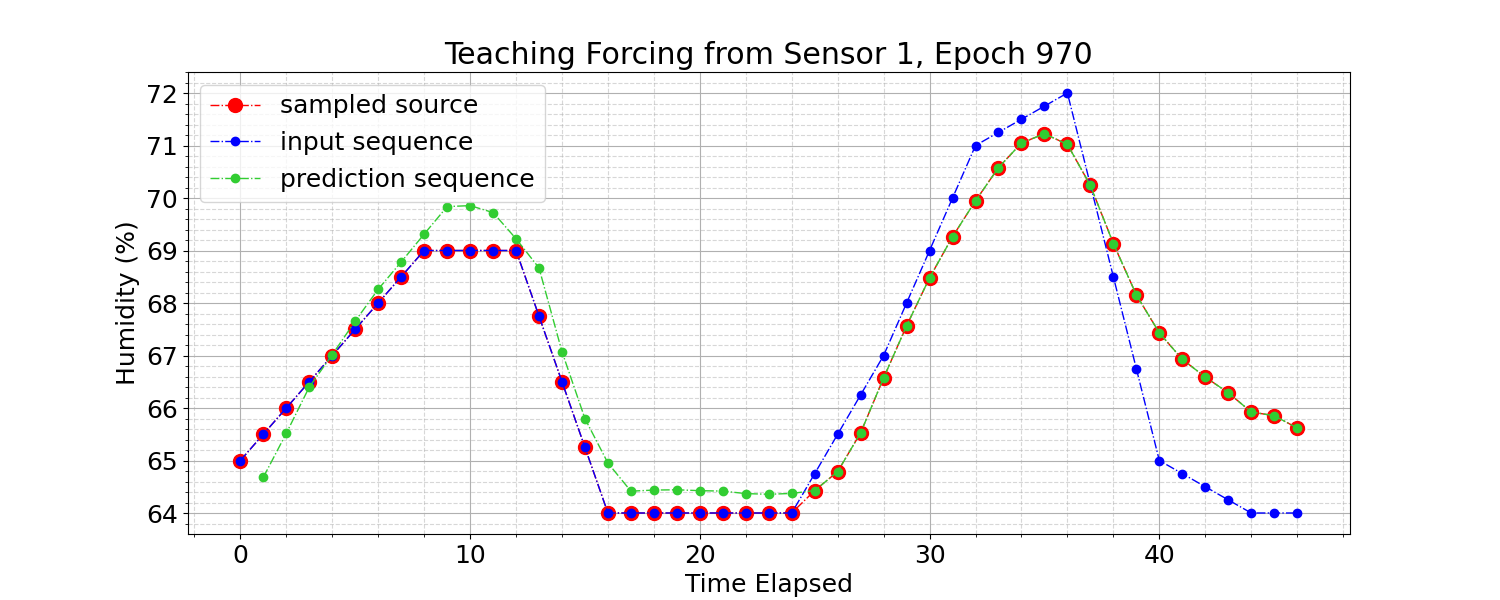 Teaching Forcing from Sensor 1, Epoch 970
72
71
70
69
68
67
66
65
64
Humidity (%)
sampled source
input sequence
prediction sequence
0 10 20 30 40
Time Elapsed